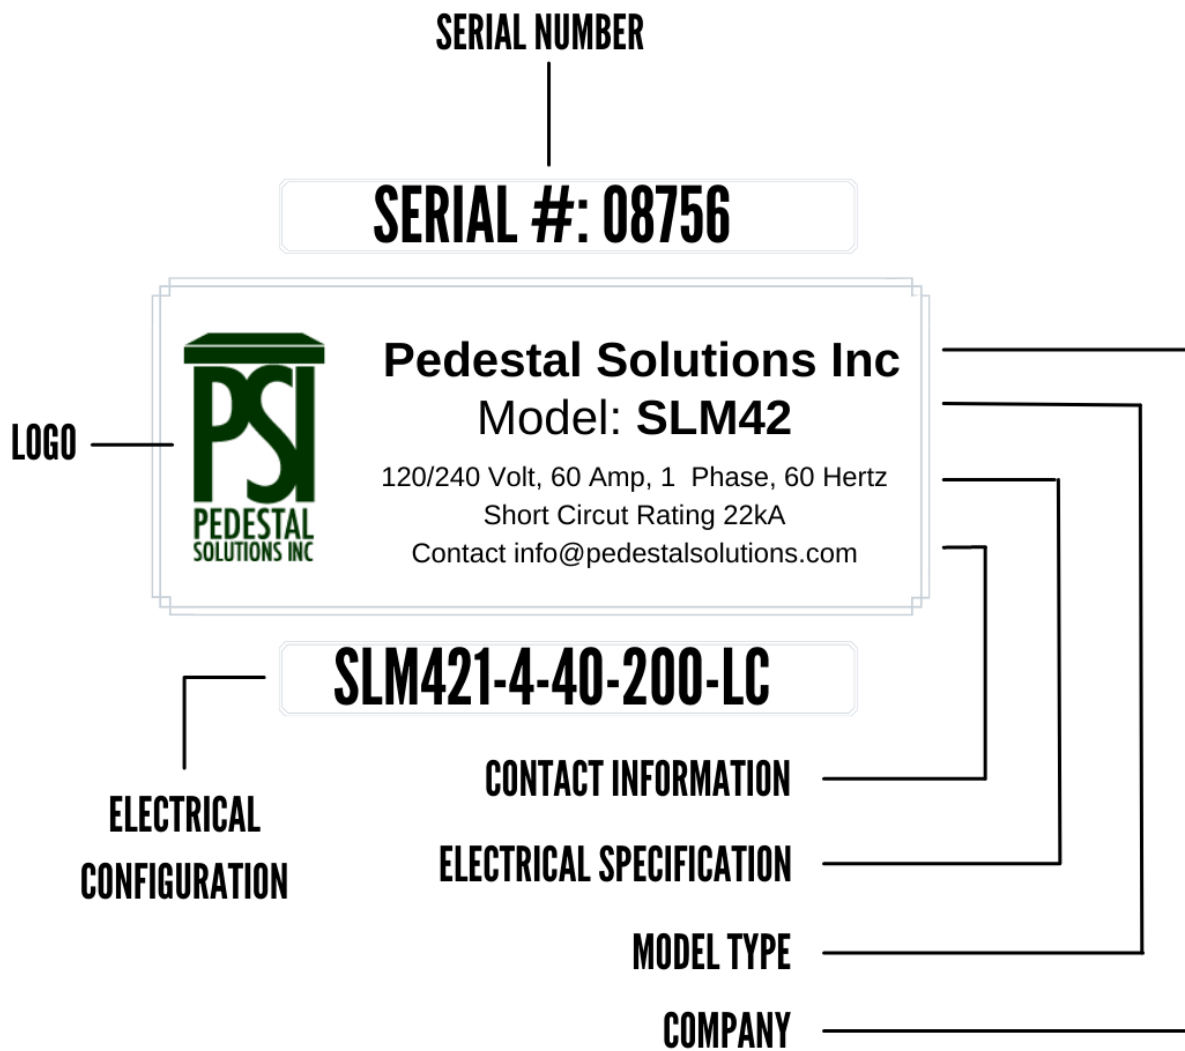 SERIAL NUMBER
SERIAL #: 08756
LOGO
PSI
PEDESTAL
SOLUTIONS INC
Pedestal Solutions Inc
Model: SLM42
120/240 Volt, 60 Amp, 1  Phase, 60 Hertz
Short Circut Rating 22kA
Contact info@pedestalsolutions.com
SLM421-4-40-200-LC
ELECTRICAL
CONFIGURATION
CONTACT INFORMATION
ELECTRICAL SPECIFICATION
MODEL TYPE
COMPANY